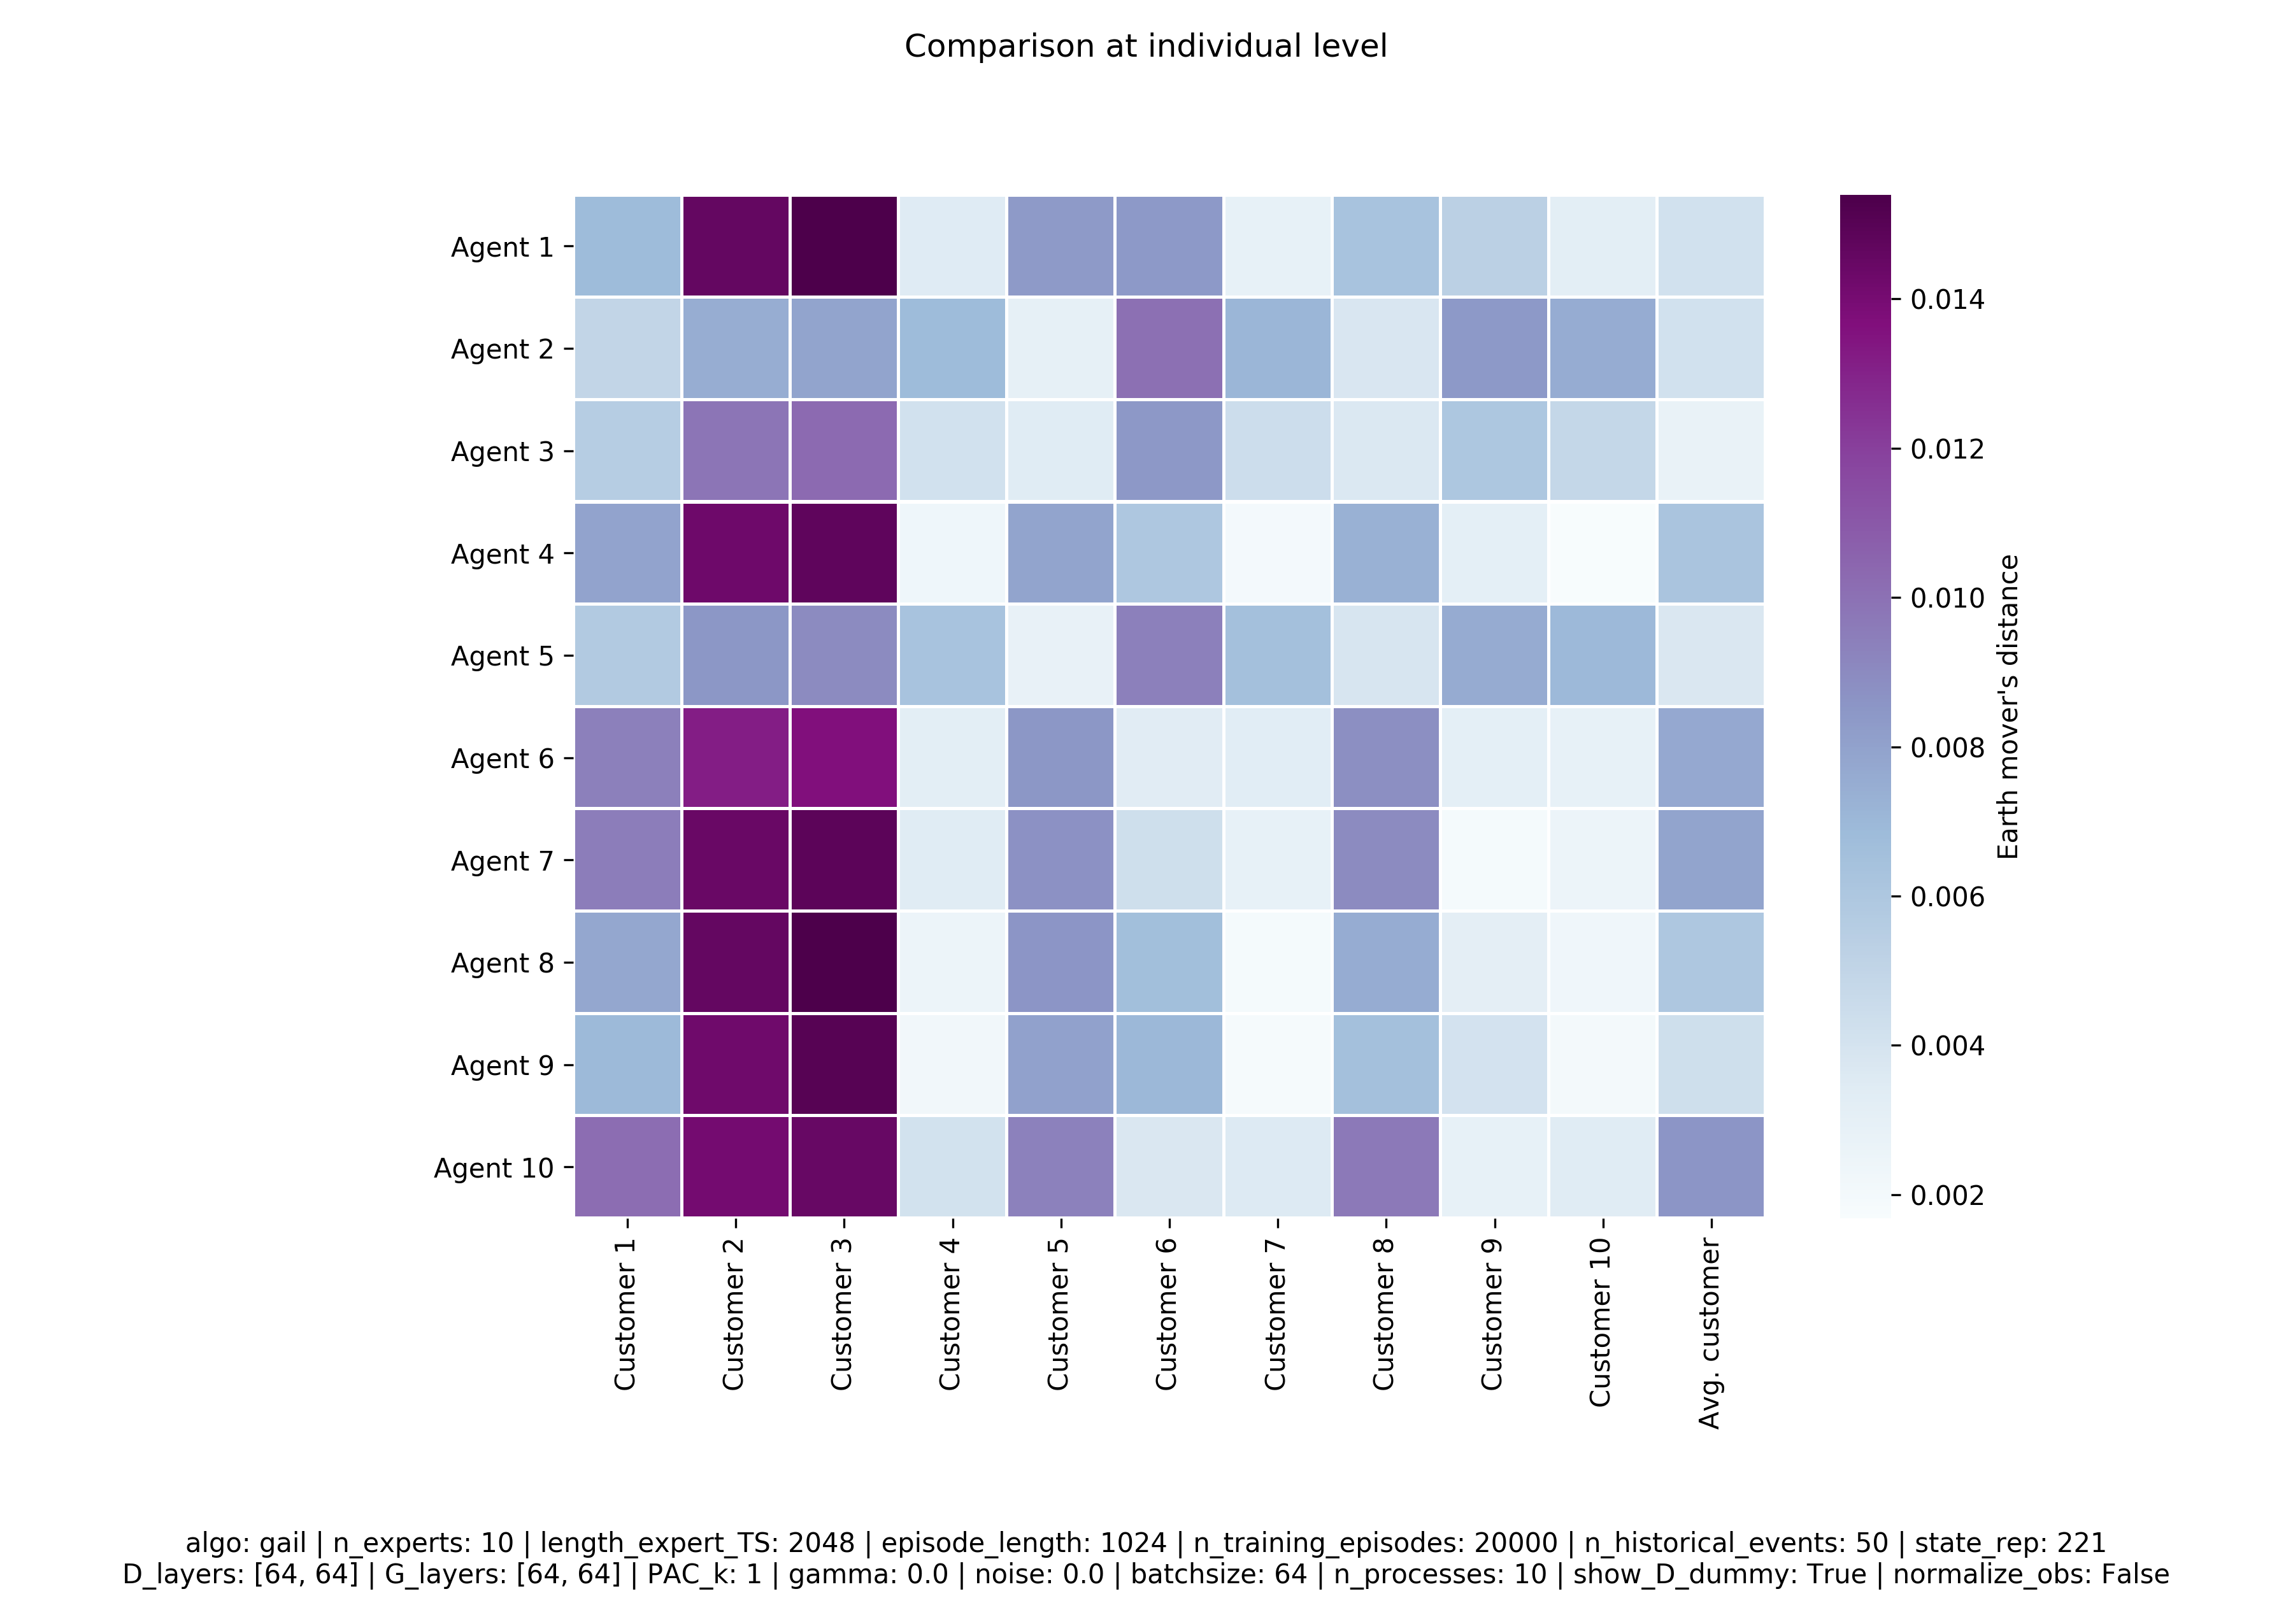 Comparison at individual level
Agent 1
Agent 2
Agent 3
Agent 4
Agent 5
Agent 6
Agent 7
Agent 8
Agent 9
Agent 10
Customer 1
Customer 2
Customer 3
Customer 4
Customer 5
Customer 6
Customer 7
Customer 8
Customer 9
Customer 10
Avg. customer
0.014
0.012
0.010
0.008
0.006
0.004
0.002
Earth mover's distance
algo: gail | n_experts: 10 | length_expert_TS: 2048 | episode_length: 1024 | n_training_episodes: 20000 | n_historical_events: 50 | state_rep: 221
D_layers: [64, 64] | G_layers: [64, 64] | PAC_k: 1 | gamma: 0.0 | noise: 0.0 | batchsize: 64 | n_processes: 10 | show_D_dummy: True | normalize_obs: False